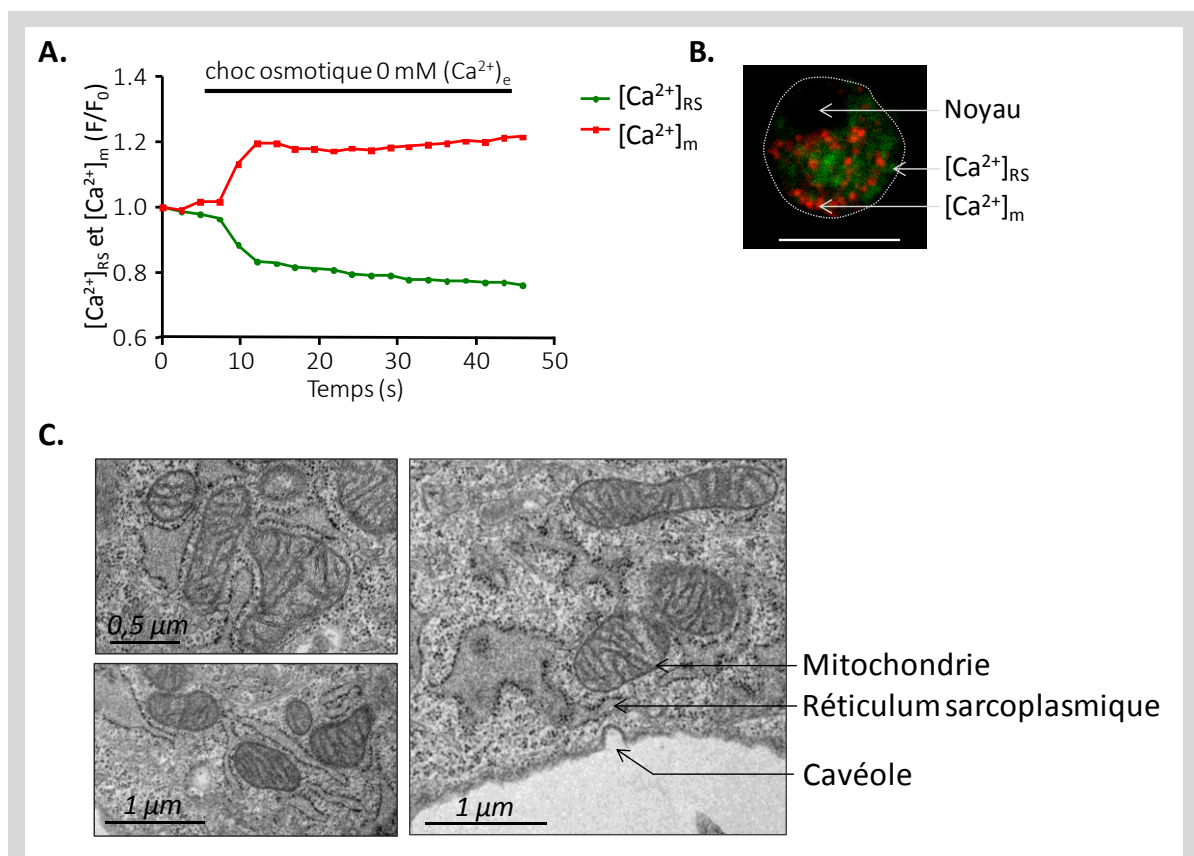 A.
choc osmotique 0 mM (Ca²⁺)ₑ
[Ca²⁺]RS et [Ca²⁺]m (F/F₀)
1.4
1.2
1.0
0.8
0.6
0
10
20
30
40
50
Temps (s)
[Ca²⁺]RS
[Ca²⁺]m
B.
Noyau
[Ca²⁺]RS
[Ca²⁺]m
C.
0,5 µm
1 µm
1 µm
Mitochondrie
Réticulum sarcoplasmique
Cavéole